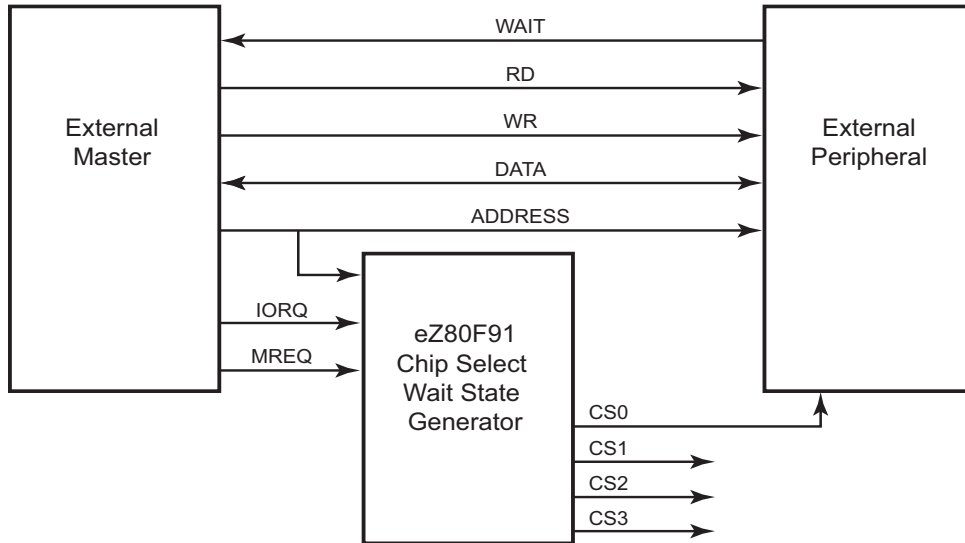 WAIT
RD
WR
DATA
ADDRESS
External
Master
External
Peripheral
IORQ
MREQ
eZ80F91
Chip Select
Wait State
Generator
CS0
CS1
CS2
CS3